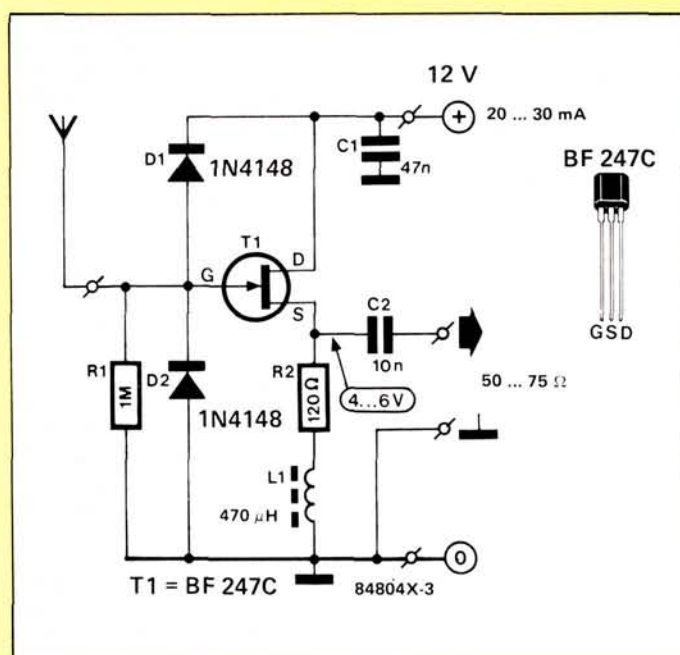 12 V
20 ... 30 mA
D1
1N4148
C1
47n
BF 247C
T1
D
G
S
C2
10n
GSD
R1
1M
D2
1N4148
R2
120Ω
4...6V
50 ... 75 Ω
L1
470 µH
T1 = BF 247C
84804X-3
0